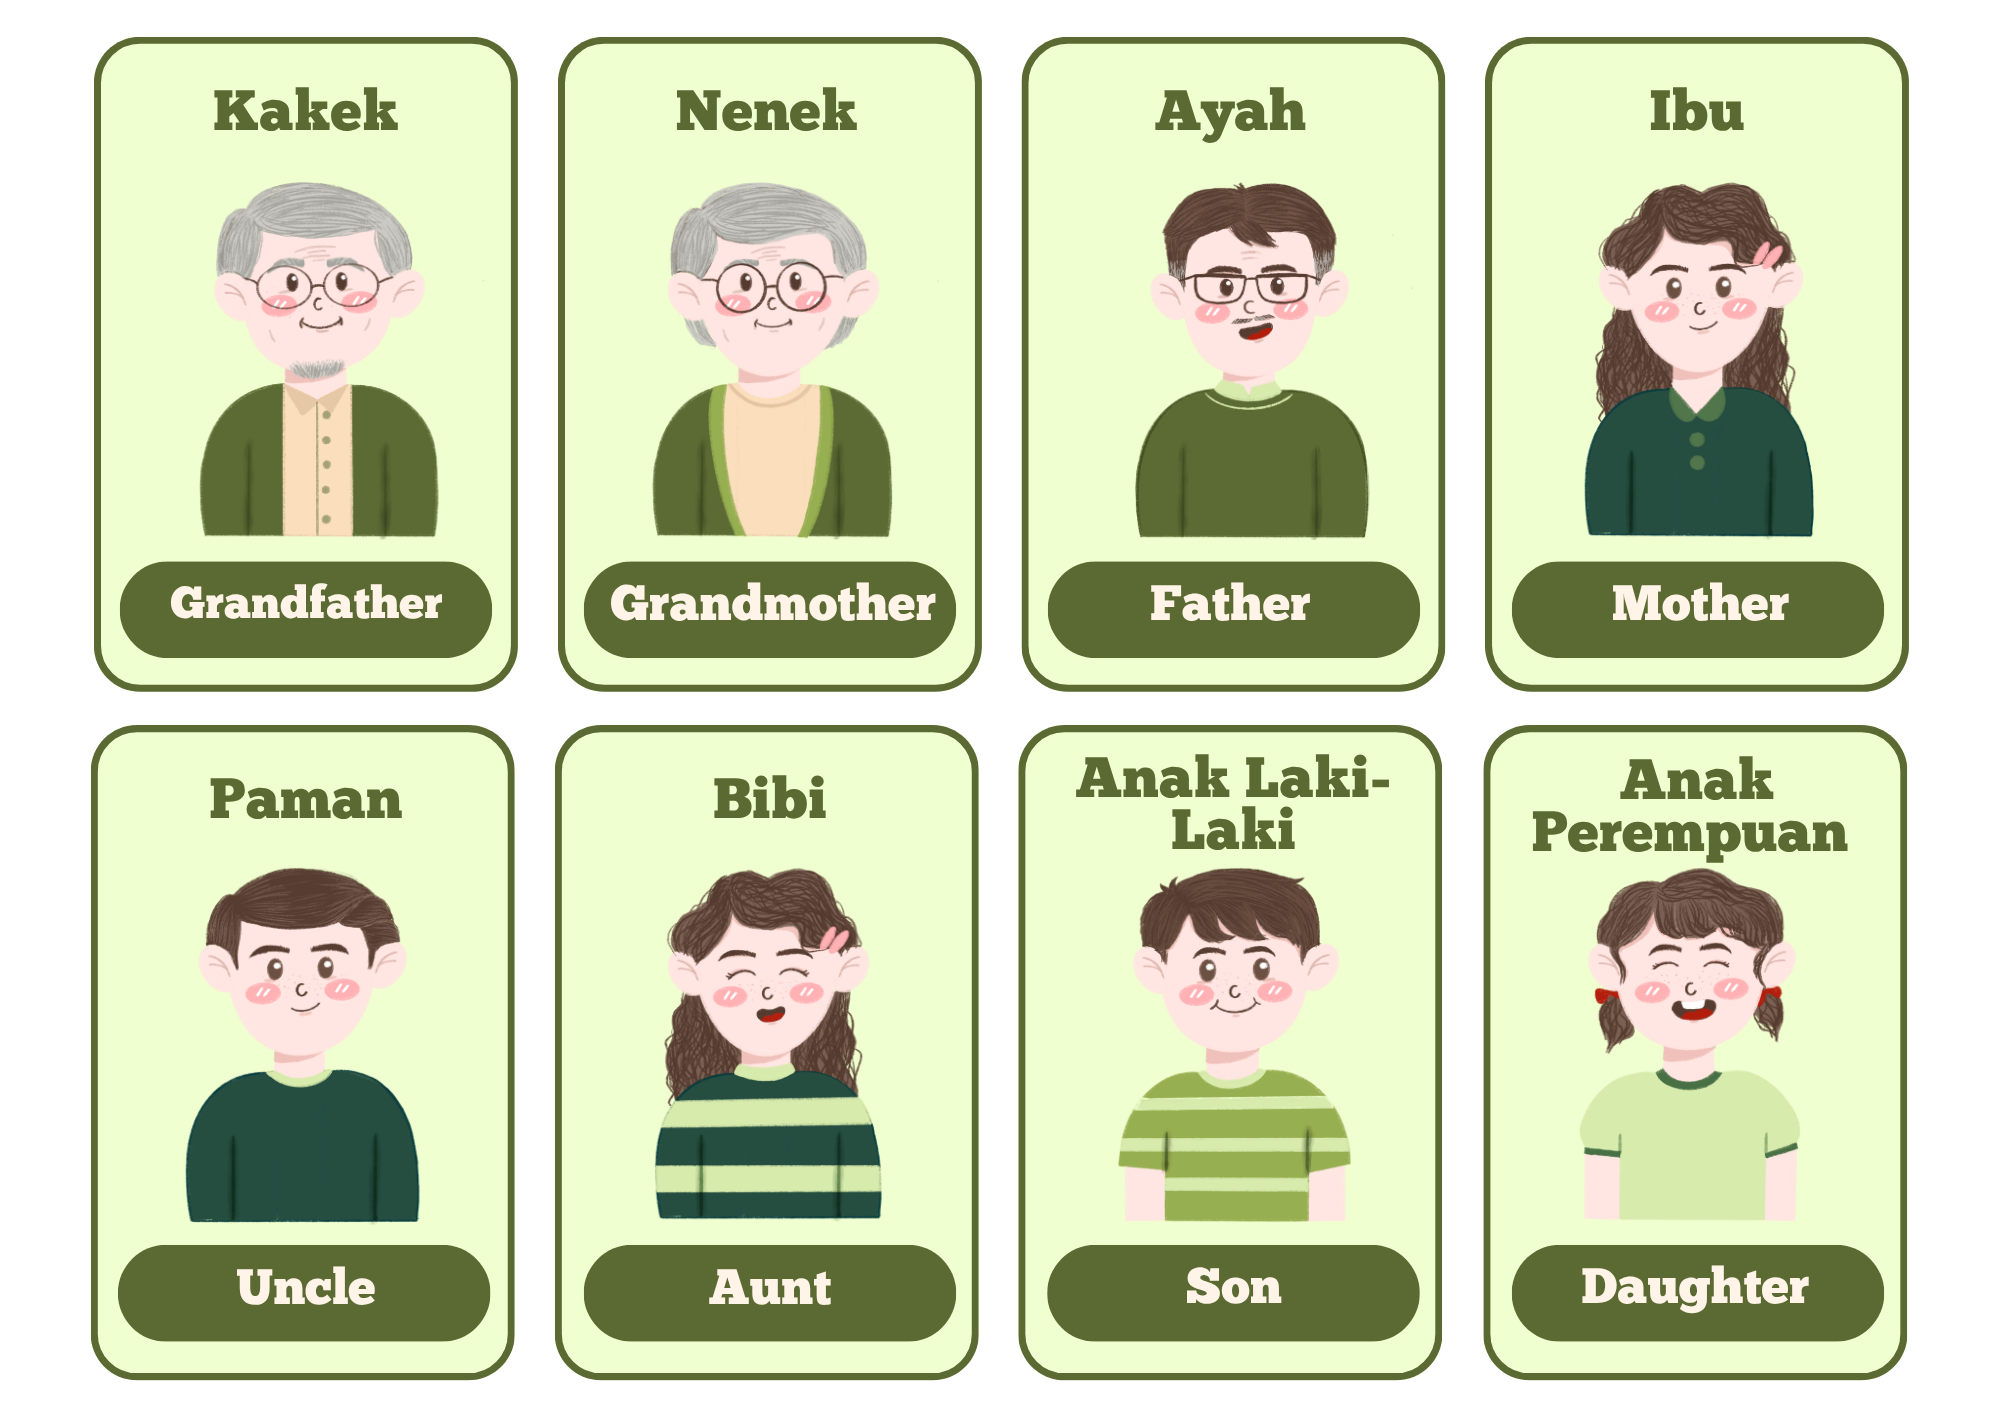 Kakek
Grandfather
Nenek
Grandmother
Ayah
Father
Ibu
Mother
Paman
Uncle
Bibi
Aunt
Anak Laki-
Laki
Son
Anak
Perempuan
Daughter